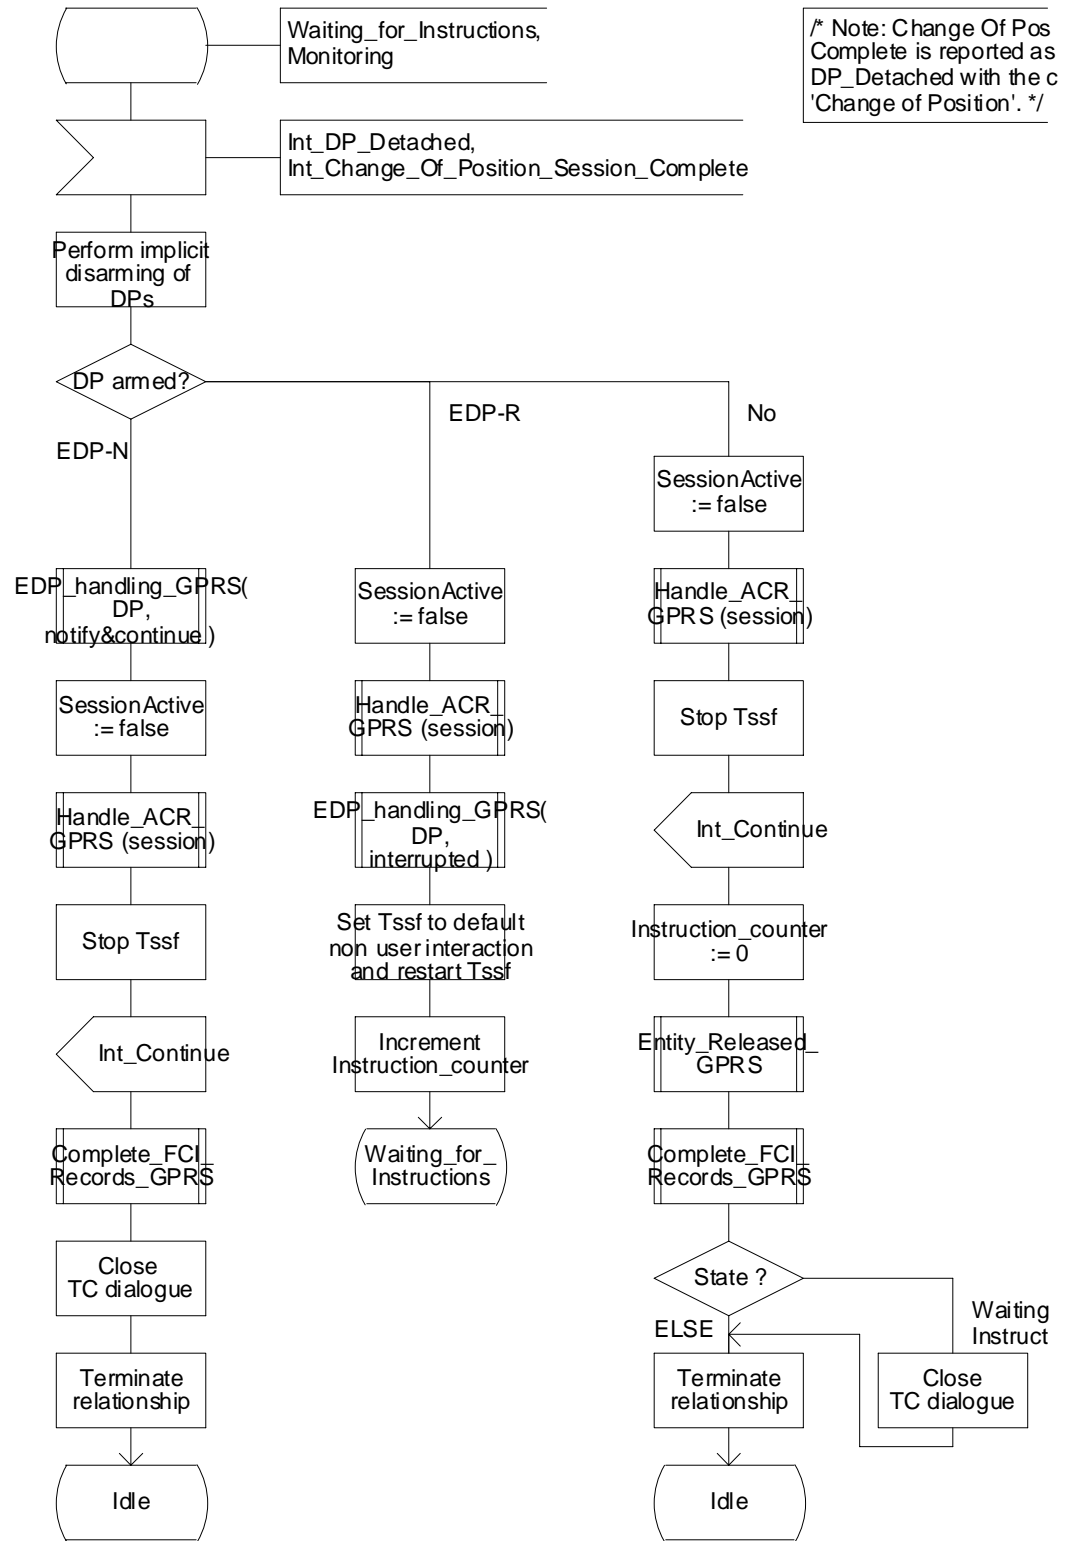 Waiting_for_Instructions,
Monitoring
/* Note: Change Of Pos
Complete is reported as
DP_Detached with the c
'Change of Position'. */
Int_DP_Detached,
Int_Change_Of_Position_Session_Complete
Perform implicit
disarming of
DPs
DP armed?
EDP-N
EDP-R
No
EDP_handling_GPRS(
DP,
notify&continue )
SessionActive
:= false
Handle_ACR_
GPRS (session)
Stop Tssf
Int_Continue
Complete_FCI_
Records_GPRS
Close
TC dialogue
Terminate
relationship
Idle
SessionActive
:= false
Handle_ACR_
GPRS (session)
EDP_handling_GPRS(
DP,
interrupted )
Set Tssf to default
non user interaction
and restart Tssf
Increment
Instruction_counter
Waiting_for_
Instructions
SessionActive
:= false
Handle_ACR_
GPRS (session)
Stop Tssf
Int_Continue
Instruction_counter
:= 0
Entity_Released_
GPRS
Complete_FCI_
Records_GPRS
State ?
ELSE
Waiting
Instruct
Close
TC dialogue
Terminate
relationship
Idle